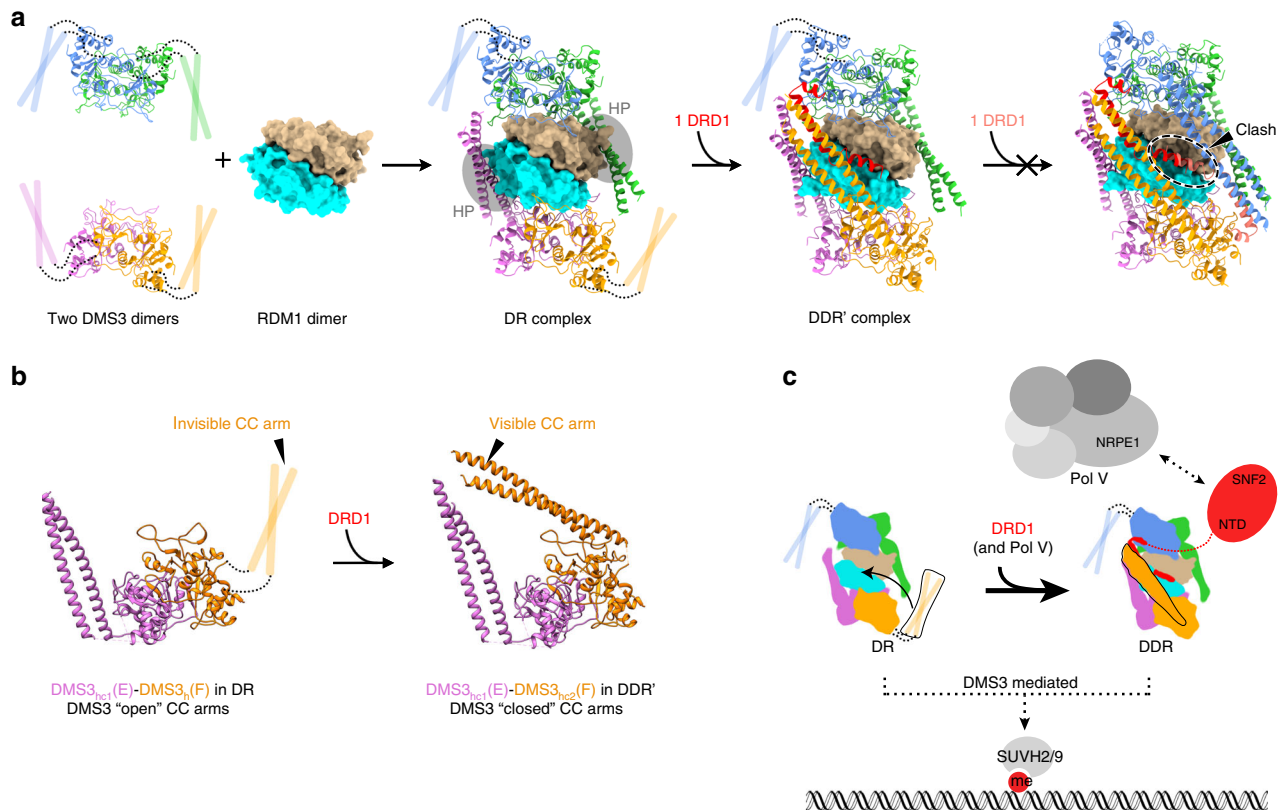 a
HP
HP
1 DRD1
1 DRD1
Clash
+
Two DMS3 dimers
RDM1 dimer
DR complex
DDR' complex
b
Invisible CC arm
Visible CC arm
DRD1
DMS3hc1(E)-DMS3h(F) in DR
DMS3 "open" CC arms
DMS3hc1(E)-DMS3hc2(F) in DDR'
DMS3 "closed" CC arms
c
NRPE1
Pol V
SNF2
NTD
DRD1
(and Pol V)
DR
DDR
DMS3 mediated
SUVH2/9
me